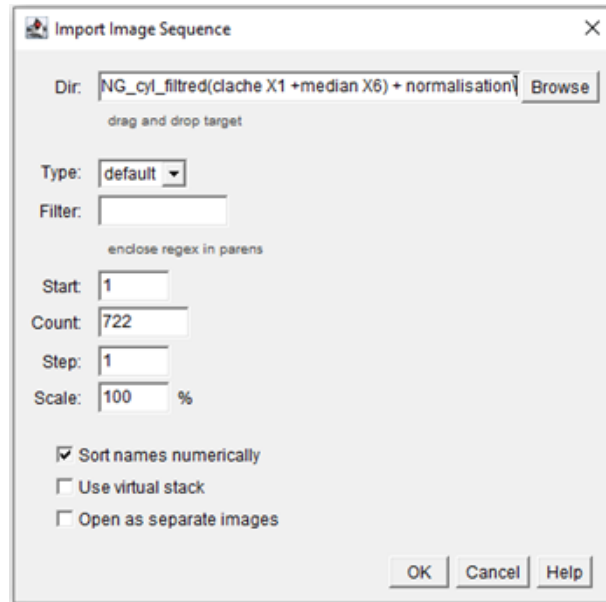 Import Image Sequence
Dir: NG_cyl_filtred(clache X1 +median X6) + normalisation\ Browse
drag and drop target
Type: default
Filter:
enclose regex in parens
Start: 1
Count: 722
Step: 1
Scale: 100 %
Sort names numerically
Use virtual stack
Open as separate images
OK Cancel Help